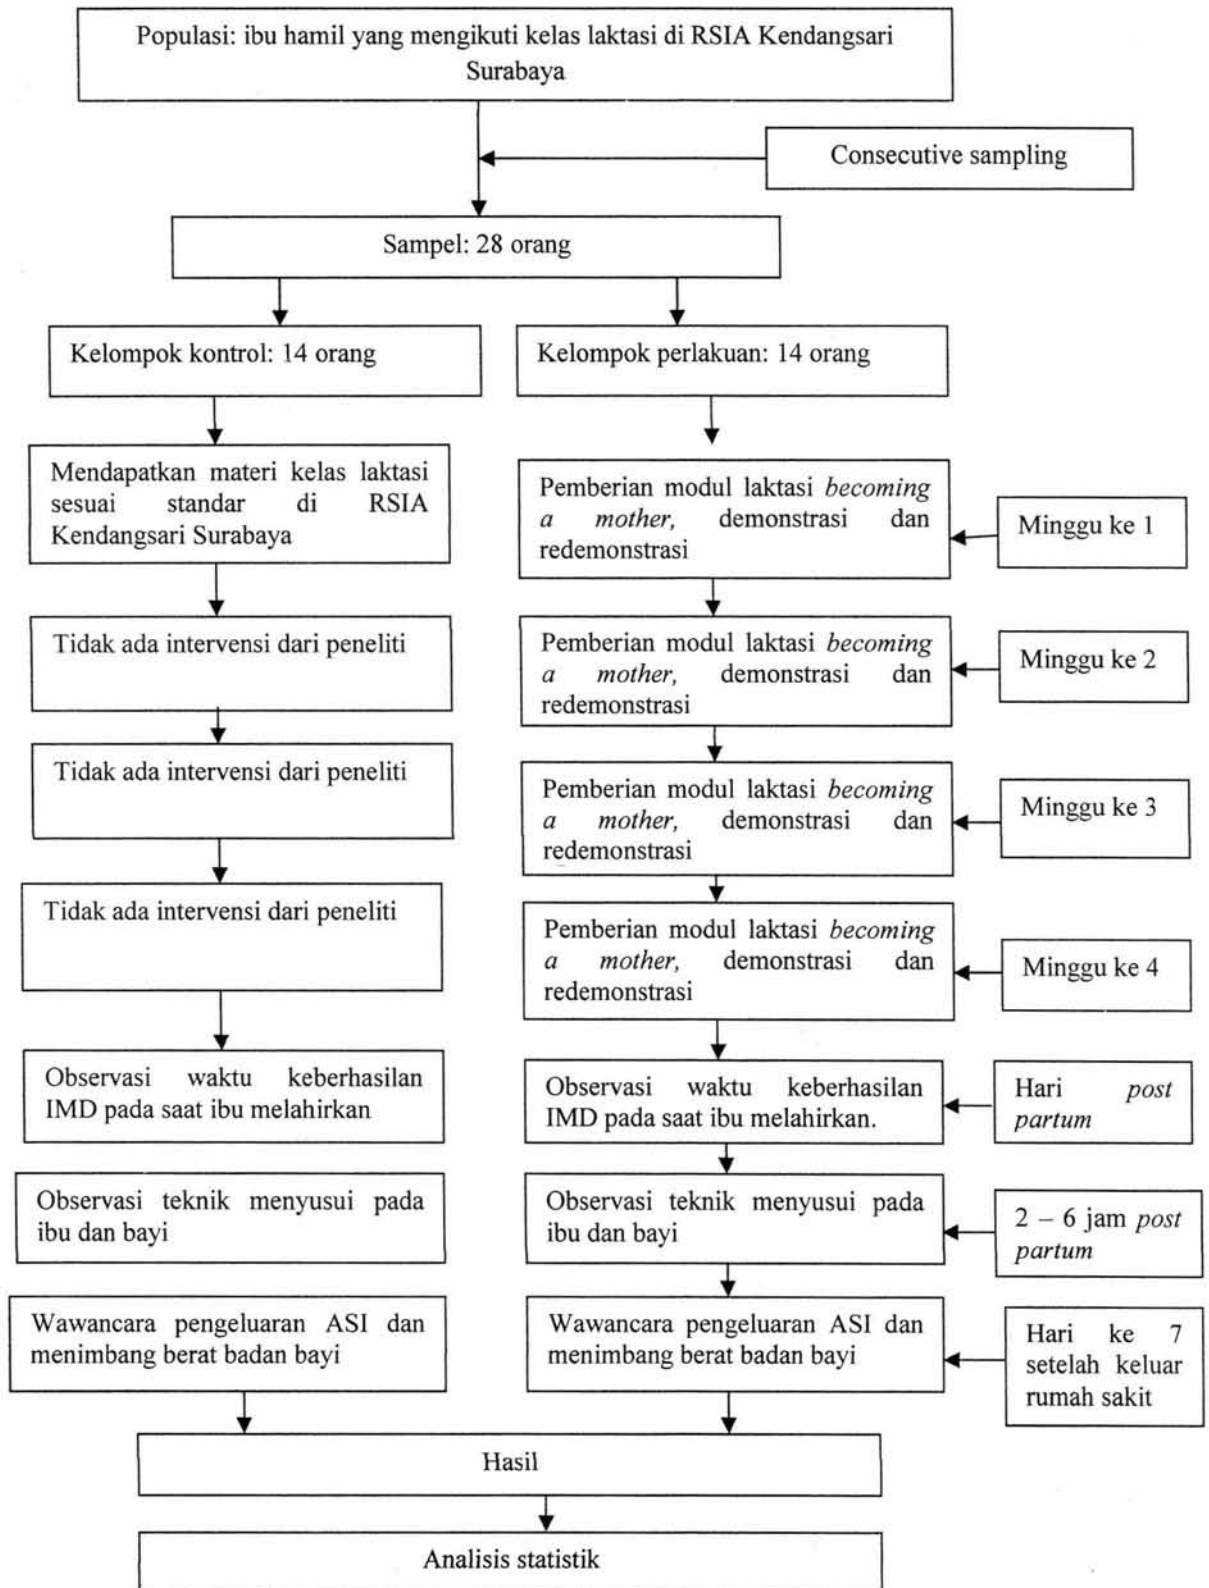 Populasi: ibu hamil yang mengikuti kelas laktasi di RSIA Kendangsari
Surabaya
Consecutive sampling
Sampel: 28 orang
Kelompok kontrol: 14 orang
Kelompok perlakuan: 14 orang
Mendapatkan materi kelas laktasi
sesuai standar di RSIA
Kendangsari Surabaya
Pemberian modul laktasi becoming
a mother, demonstrasi dan
redemonstrasi
Minggu ke 1
Tidak ada intervensi dari peneliti
Pemberian modul laktasi becoming
a mother, demonstrasi dan
redemonstrasi
Minggu ke 2
Tidak ada intervensi dari peneliti
Pemberian modul laktasi becoming
a mother, demonstrasi dan
redemonstrasi
Minggu ke 3
Tidak ada intervensi dari peneliti
Pemberian modul laktasi becoming
a mother, demonstrasi dan
redemonstrasi
Minggu ke 4
Observasi waktu keberhasilan
IMD pada saat ibu melahirkan
Observasi waktu keberhasilan
IMD pada saat ibu melahirkan.
Hari post
partum
Observasi teknik menyusui pada
ibu dan bayi
Observasi teknik menyusui pada
ibu dan bayi
2 – 6 jam post
partum
Wawancara pengeluaran ASI dan
menimbang berat badan bayi
Wawancara pengeluaran ASI dan
menimbang berat badan bayi
Hari ke 7
setelah keluar
rumah sakit
Hasil
Analisis statistik